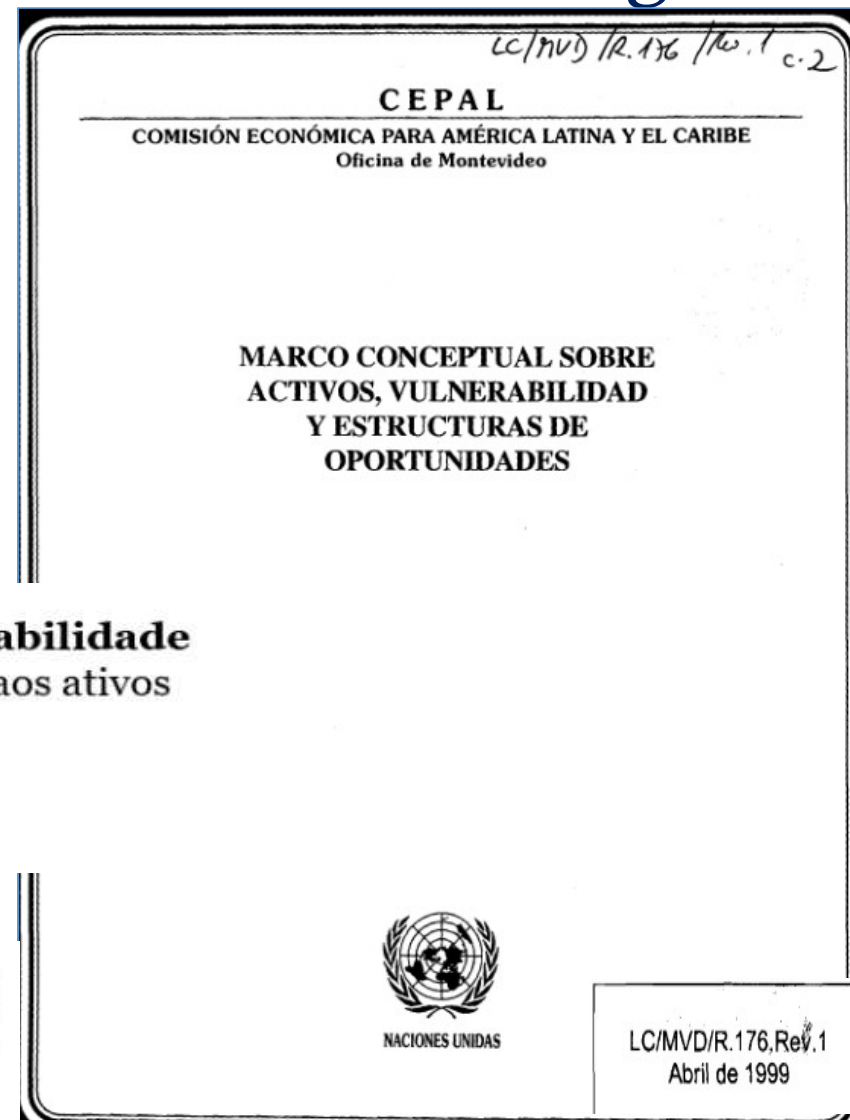 LC/MVD/R.176/Rev.1 c.2
CEPAL
COMISIÓN ECONÓMICA PARA AMÉRICA LATINA Y EL CARIBE
Oficina de Montevideo
MARCO CONCEPTUAL SOBRE
ACTIVOS, VULNERABILIDAD
Y ESTRUCTURAS DE
OPORTUNIDADES
abilidade
aos ativos
NACIONES UNIDAS
LC/MVD/R.176,Rev.1
Abril de 1999